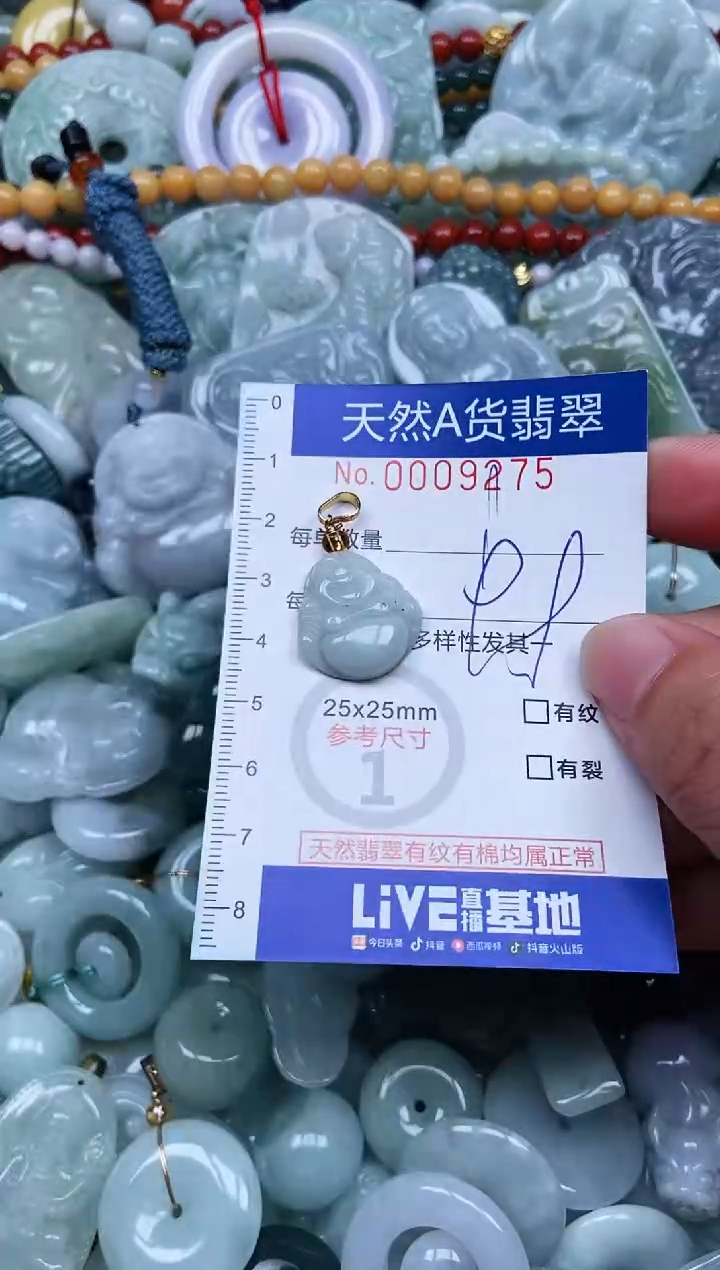 天然A货翡翠
No. 0009275
0
1
2
3
4
5
6
7
8
每单数量
每
多样性发其一
25x25mm
参考尺寸
1
有纹
有裂
天然翡翠有纹有棉均属正常
LiVE直播基地
今日头条 抖音 西瓜视频 抖音火山版